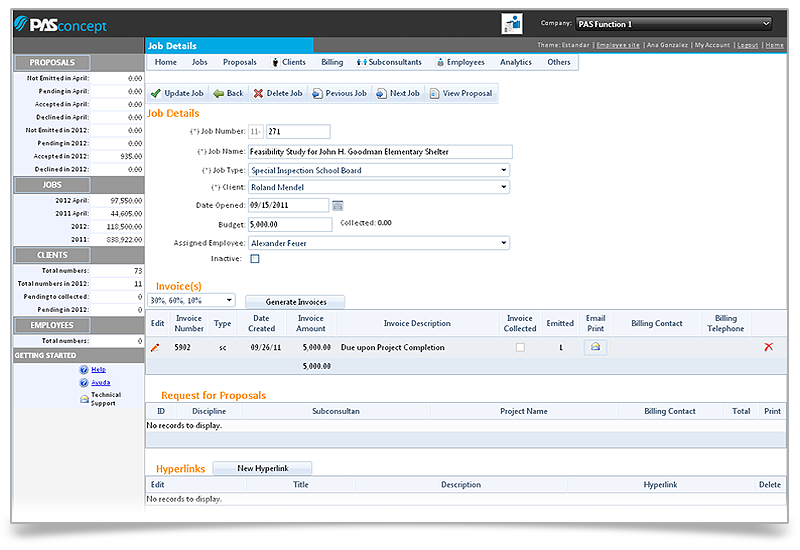 PASconcept
Company: PAS Function 1
Job Details
Theme: Estandar | Employee site | Ana Gonzalez | My Account | Logout | Home
Home Jobs Proposals Clients Billing Subconsultants Employees Analytics Others
PROPOSALS
Not Emitted in April: 0.00
Pending in April: 0.00
Accepted in April: 0.00
Declined in April: 0.00
Not Emitted in 2012: 0.00
Pending in 2012: 0.00
Accepted in 2012: 935.00
Declined in 2012: 0.00
JOBS
2012 April: 97,550.00
2011 April: 44,605.00
2012: 118,500.00
2011: 838,922.00
CLIENTS
Total numbers: 73
Total numbers in 2012: 11
Pending to collected: 0
Pending in 2012: 0
EMPLOYEES
Total numbers: 0
GETTING STARTED
Help
Ayuda
Technical
Support
Update Job Back Delete Job Pevious Job Next Job View Proposal
Job Details
(*) Job Number: 11- 271
(*) Job Name: Feasibility Study for John H. Goodman Elementary Shelter
(*) Job Type: Special Inspection School Board
(*) Client: Roland Mendel
Date Opened: 09/15/2011
Budget: 5,000.00 Collected: 0.00
Assigned Employee: Alexander Feuer
Inactive:
Invoice(s)
30%, 60%, 10% Generate Invoices
Edit Invoice Number Type Date Created Invoice Amount Invoice Description Invoice Collected Emitted Email Print Billing Contact Billing Telephone
5902 sc 09/26/11 5,000.00 Due upon Project Completion 1
5,000.00
Request for Proposals
ID Discipline Subconsultan Project Name Billing Contact Total Print
No records to display.
Hyperlinks New Hyperlink
Edit Title Description Hyperlink Delete
No records to display.